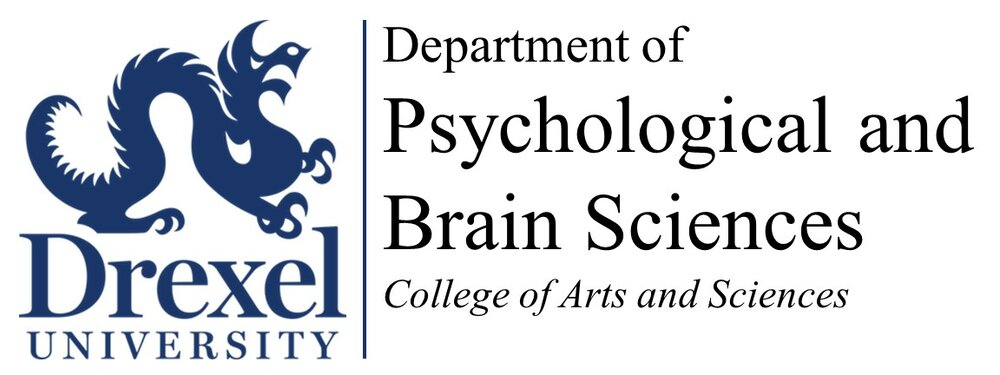 Drexel
UNIVERSITY
Department of
Psychological and
Brain Sciences
College of Arts and Sciences